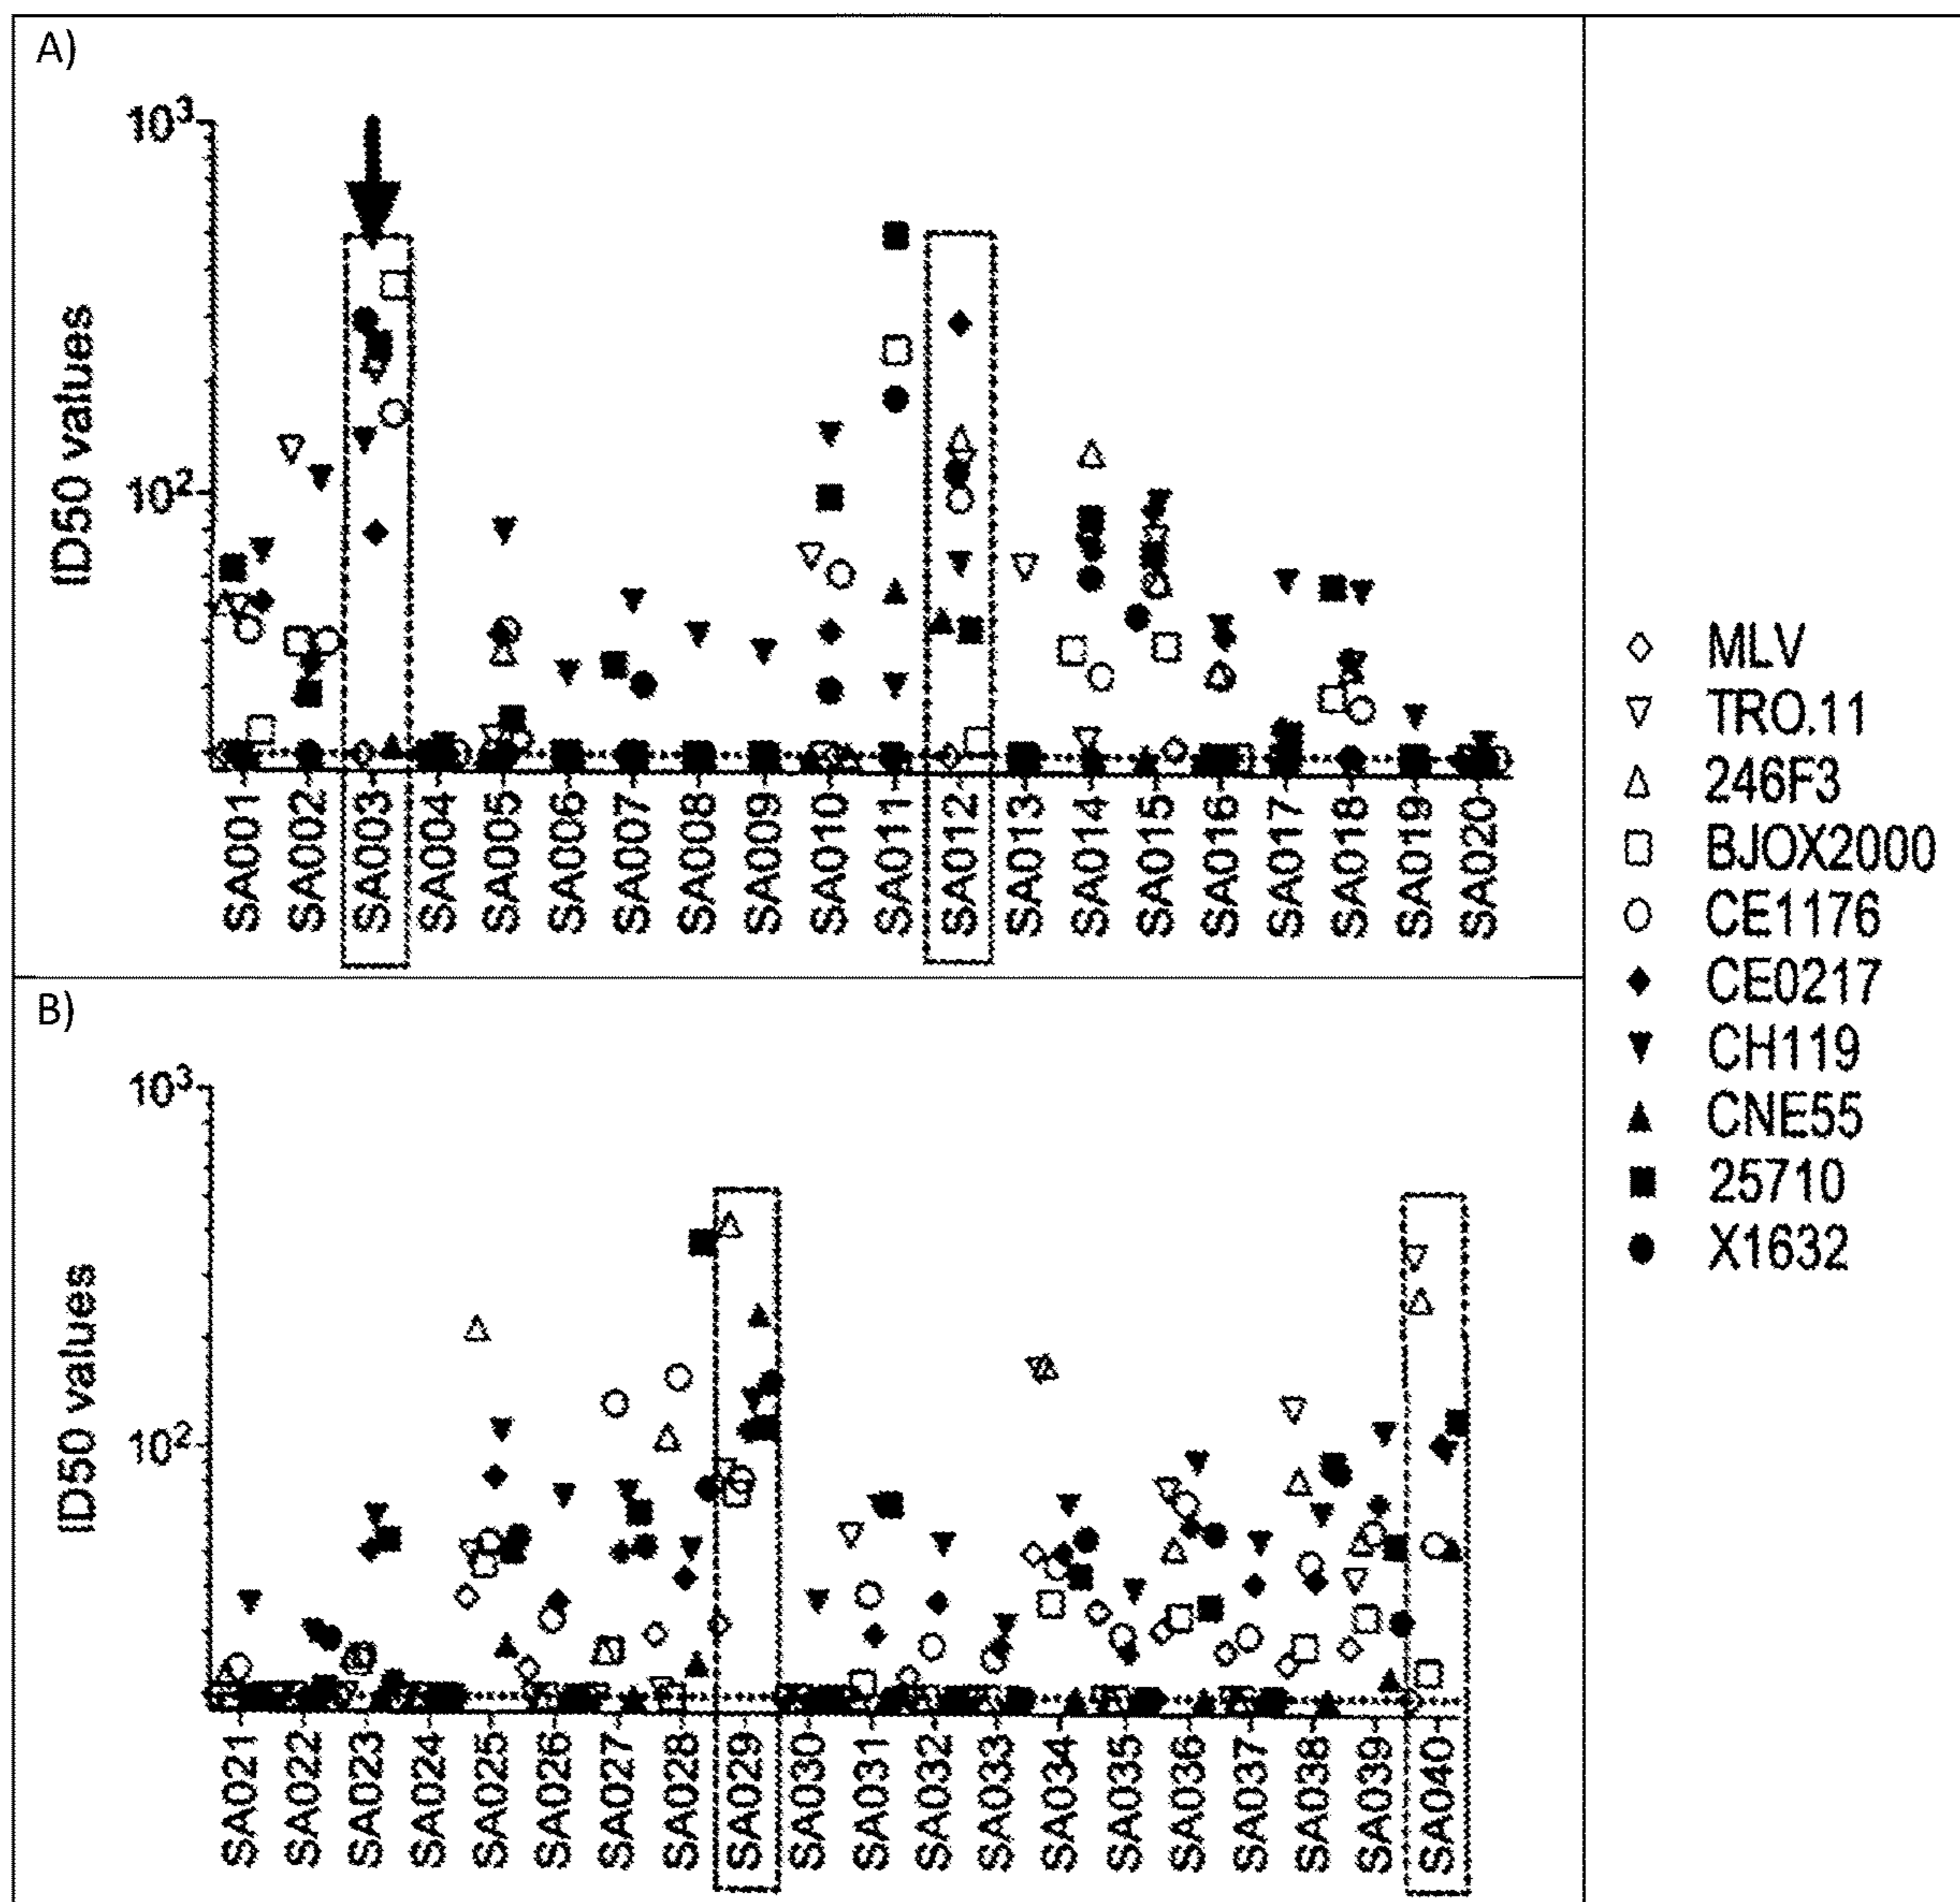 A)
10³
10²
ID50 values
SA001
SA002
SA003
SA004
SA005
SA006
SA007
SA008
SA009
SA010
SA011
SA012
SA013
SA014
SA015
SA016
SA017
SA018
SA019
SA020
B)
10³
10²
ID50 values
SA021
SA022
SA023
SA024
SA025
SA026
SA027
SA028
SA029
SA030
SA031
SA032
SA033
SA034
SA035
SA036
SA037
SA038
SA039
SA040
MLV
TRO.11
246F3
BJOX2000
CE1176
CE0217
CH119
CNE55
25710
X1632